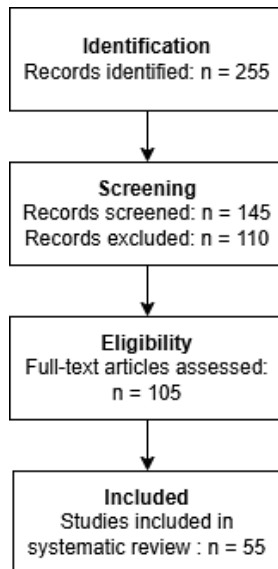 Identification
Records identified: n = 255
Screening
Records screened: n = 145
Records excluded: n = 110
Eligibility
Full-text articles assessed:
n = 105
Included
Studies included in
systematic review : n = 55